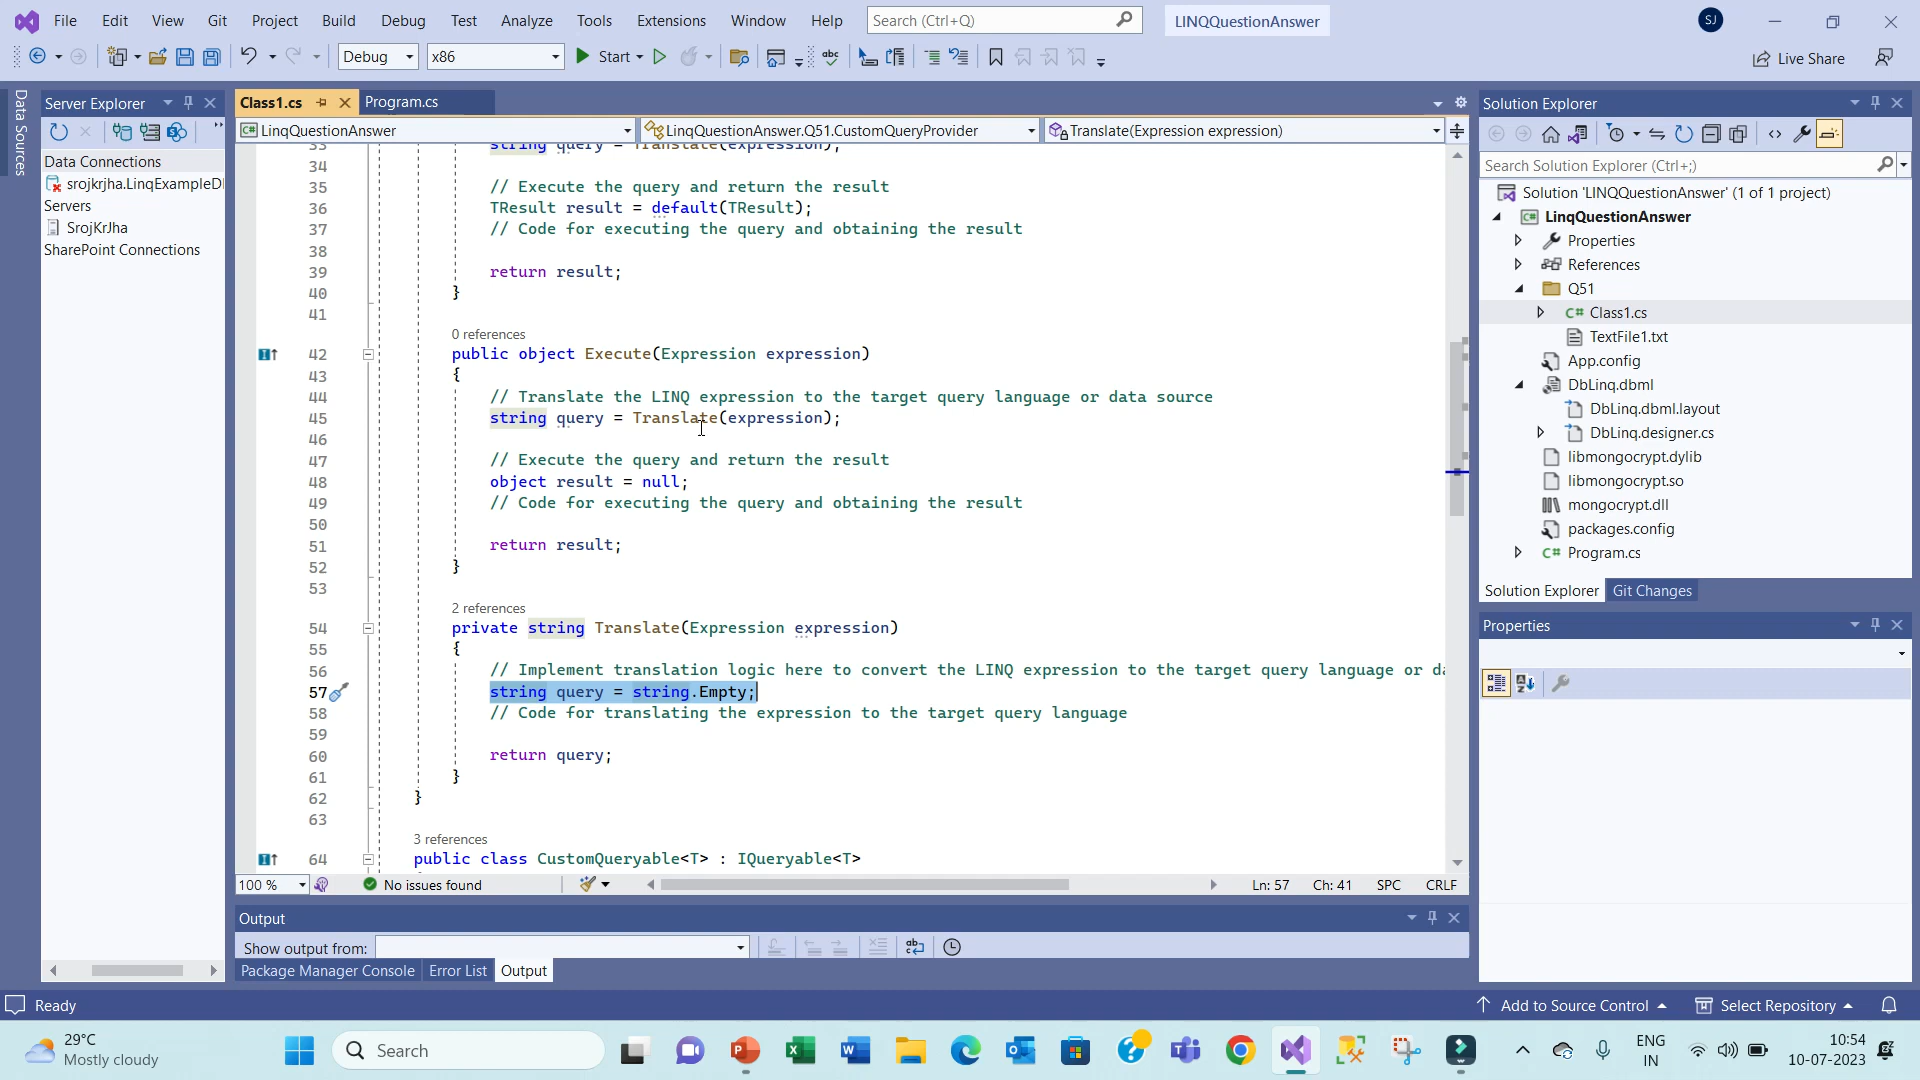 File Edit View Git Project Build Debug Test Analyze Tools Extensions Window Help Search (Ctrl+Q) LINQQuestionAnswer SJ
Debug x86 Start Live Share
Data Sources
Server Explorer
Data Connections
srojkrjha.LinqExampleD
Servers
SrojKrJha
SharePoint Connections
Class1.cs Program.cs
LinqQuestionAnswer LinqQuestionAnswer.Q51.CustomQueryProvider Translate(Expression expression)
33 string query = Translate(expression);
34
35 // Execute the query and return the result
36 TResult result = default(TResult);
37 // Code for executing the query and obtaining the result
38
39 return result;
40 }
41
0 references
42 public object Execute(Expression expression)
43 {
44 // Translate the LINQ expression to the target query language or data source
45 string query = Translate(expression);
46
47 // Execute the query and return the result
48 object result = null;
49 // Code for executing the query and obtaining the result
50
51 return result;
52 }
53
2 references
54 private string Translate(Expression expression)
55 {
56 // Implement translation logic here to convert the LINQ expression to the target query language or da
57 string query = string.Empty;
58 // Code for translating the expression to the target query language
59
60 return query;
61 }
62 }
63
3 references
64 public class CustomQueryable<T> : IQueryable<T>
100 % No issues found Ln: 57 Ch: 41 SPC CRLF
Output
Show output from:
Package Manager Console Error List Output
Solution Explorer
Search Solution Explorer (Ctrl+;)
Solution 'LINQQuestionAnswer' (1 of 1 project)
LinqQuestionAnswer
Properties
References
Q51
C# Class1.cs
TextFile1.txt
App.config
DbLinq.dbml
DbLinq.dbml.layout
DbLinq.designer.cs
libmongocrypt.dylib
libmongocrypt.so
mongocrypt.dll
packages.config
C# Program.cs
Solution Explorer Git Changes
Properties
Ready Add to Source Control Select Repository
29°C
Mostly cloudy
Search
ENG
IN
10:54
10-07-2023